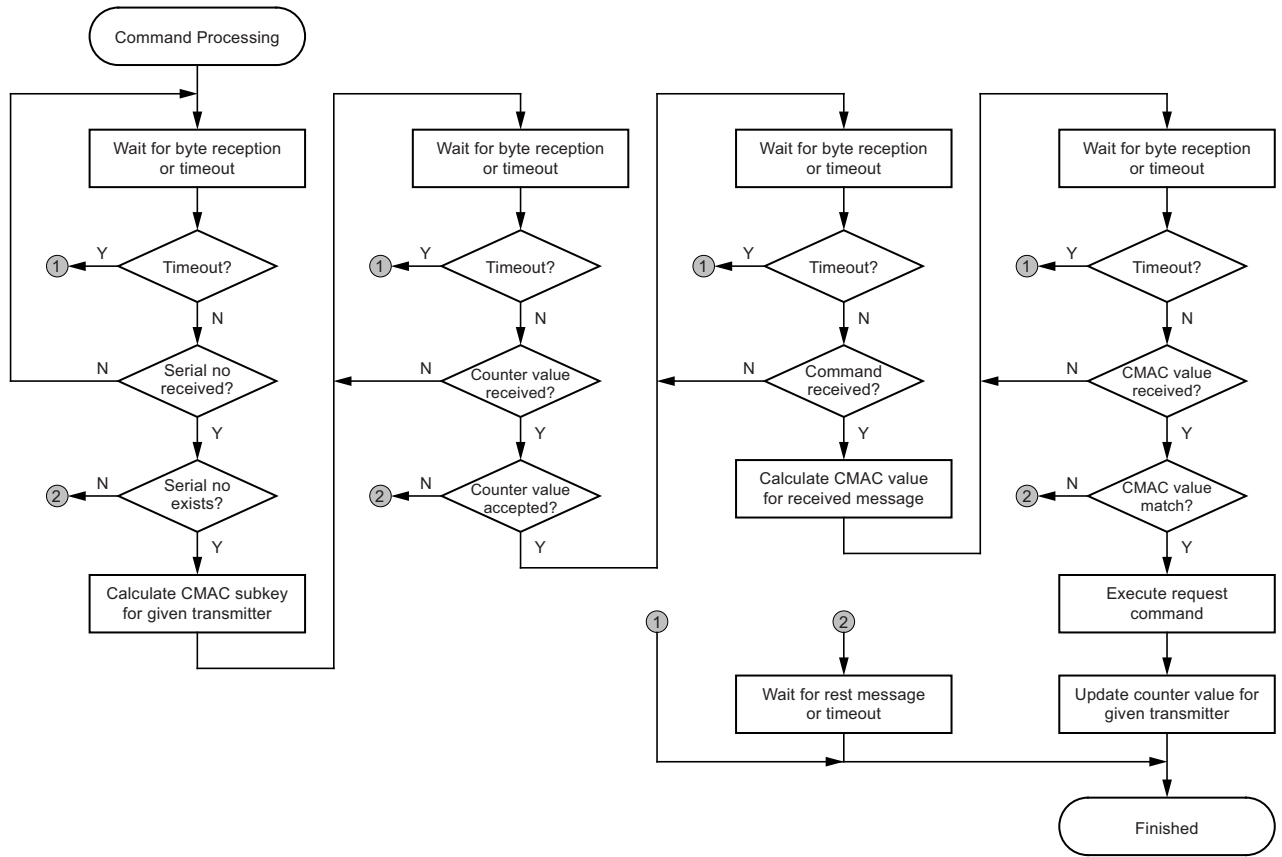 Command Processing
Wait for byte reception
or timeout
Timeout?
Y
1
N
Serial no
received?
N
Y
Serial no
exists?
N
2
Y
Calculate CMAC subkey
for given transmitter
Wait for byte reception
or timeout
Timeout?
Y
1
N
Counter value
received?
N
Y
Counter value
accepted?
N
2
Y
Wait for byte reception
or timeout
Timeout?
Y
1
N
Command
received?
N
Y
Calculate CMAC value
for received message
1
2
Wait for rest message
or timeout
Wait for byte reception
or timeout
Timeout?
Y
1
N
CMAC value
received?
N
Y
CMAC value
match?
N
2
Y
Execute request
command
Update counter value for
given transmitter
Finished